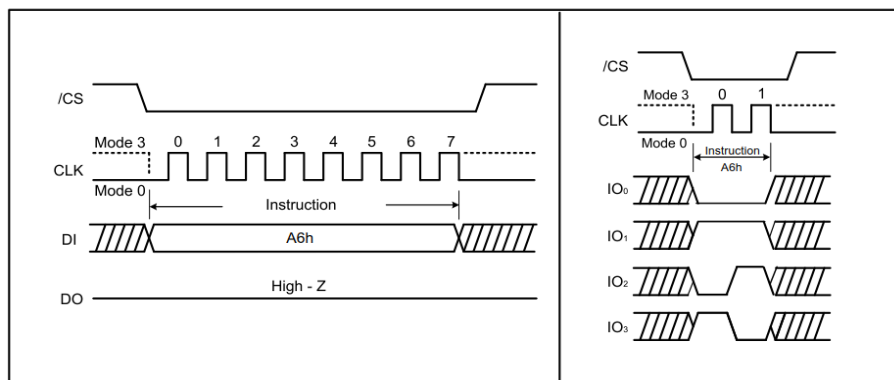 /CS
Mode 3 0 1 2 3 4 5 6 7
CLK
Mode 0
Instruction
DI A6h
High - Z
DO
/CS
Mode 3 0 1
CLK
Mode 0 Instruction
A6h
IO₀
IO₁
IO₂
IO₃